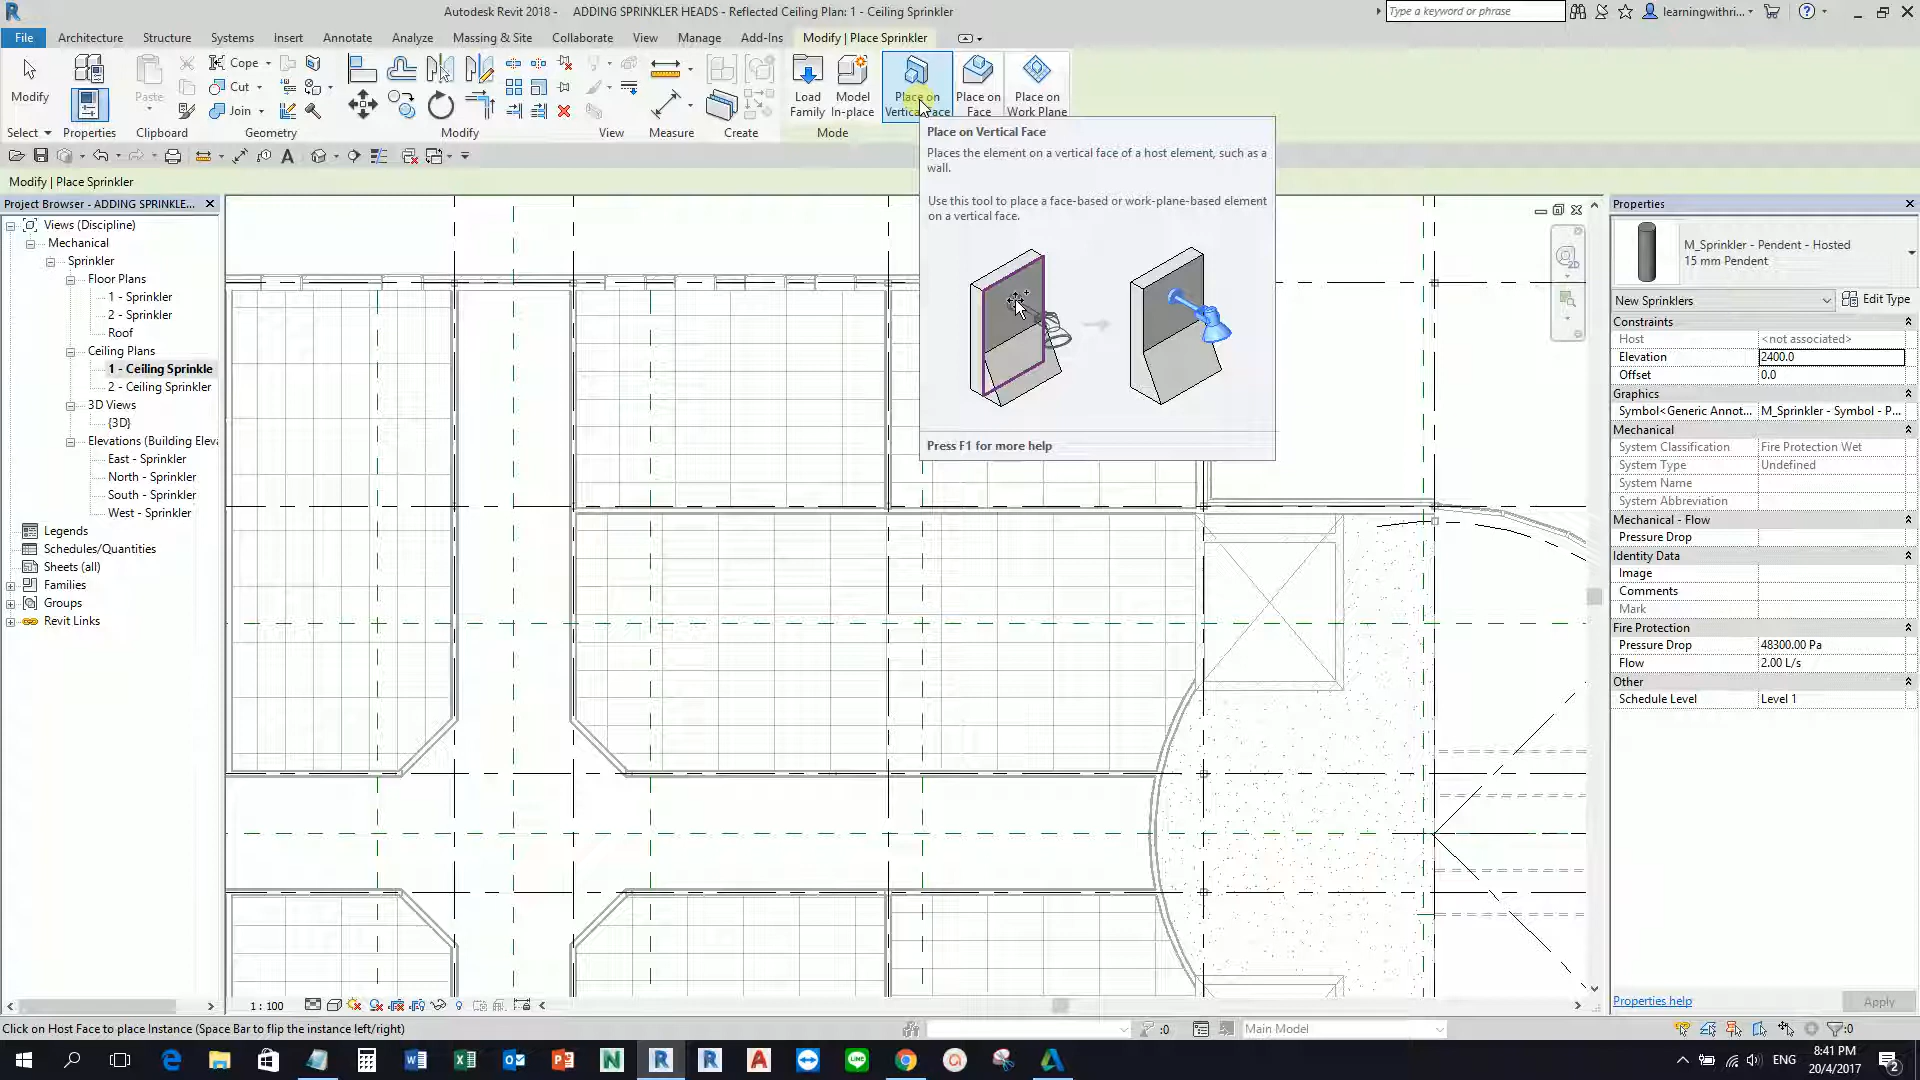 Autodesk Revit 2018 -     ADDING SPRINKLER HEADS - Reflected Ceiling Plan: 1 - Ceiling Sprinkler
Type a keyword or phrase
learningwithri...
File Architecture Structure Systems Insert Annotate Analyze Massing & Site Collaborate View Manage Add-Ins Modify | Place Sprinkler
Modify
Paste
Cope
Cut
Join
Load Family
Model In-place
Place on Vertical Face
Place on Face
Place on Work Plane
Select Properties Clipboard Geometry Modify View Measure Create Mode
Place on Vertical Face
Places the element on a vertical face of a host element, such as a
wall.
Use this tool to place a face-based or work-plane-based element
on a vertical face.
Press F1 for more help
Modify | Place Sprinkler
Project Browser - ADDING SPRINKLE...
Views (Discipline)
Mechanical
Sprinkler
Floor Plans
1 - Sprinkler
2 - Sprinkler
Roof
Ceiling Plans
1 - Ceiling Sprinkle
2 - Ceiling Sprinkler
3D Views
{3D}
Elevations (Building Eleva
East - Sprinkler
North - Sprinkler
South - Sprinkler
West - Sprinkler
Legends
Schedules/Quantities
Sheets (all)
Families
Groups
Revit Links
2D
Properties
M_Sprinkler - Pendent - Hosted
15 mm Pendent
New Sprinklers Edit Type
Constraints
Host <not associated>
Elevation 2400.0
Offset 0.0
Graphics
Symbol<Generic Annot... M_Sprinkler - Symbol - P...
Mechanical
System Classification Fire Protection Wet
System Type Undefined
System Name
System Abbreviation
Mechanical - Flow
Pressure Drop
Identity Data
Image
Comments
Mark
Fire Protection
Pressure Drop 48300.00 Pa
Flow 2.00 L/s
Other
Schedule Level Level 1
Properties help Apply
1 : 100
Click on Host Face to place Instance (Space Bar to flip the instance left/right)
:0
Main Model
:0
ENG
8:41 PM
20/4/2017
2